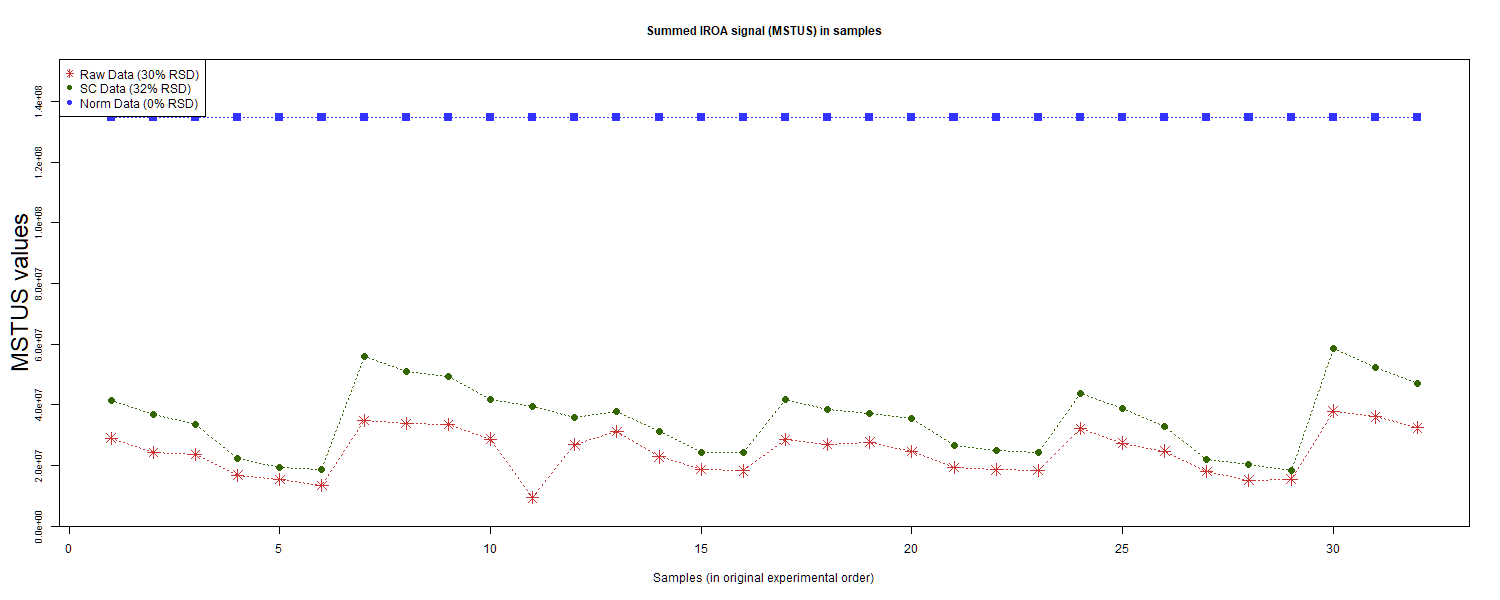 Summed IROA signal (MSTUS) in samples
Raw Data (30% RSD)
SC Data (32% RSD)
Norm Data (0% RSD)
MSTUS values
1.4e+08
1.2e+08
1.0e+08
8.0e+07
6.0e+07
4.0e+07
2.0e+07
0.0e+00
0 5 10 15 20 25 30
Samples (in original experimental order)